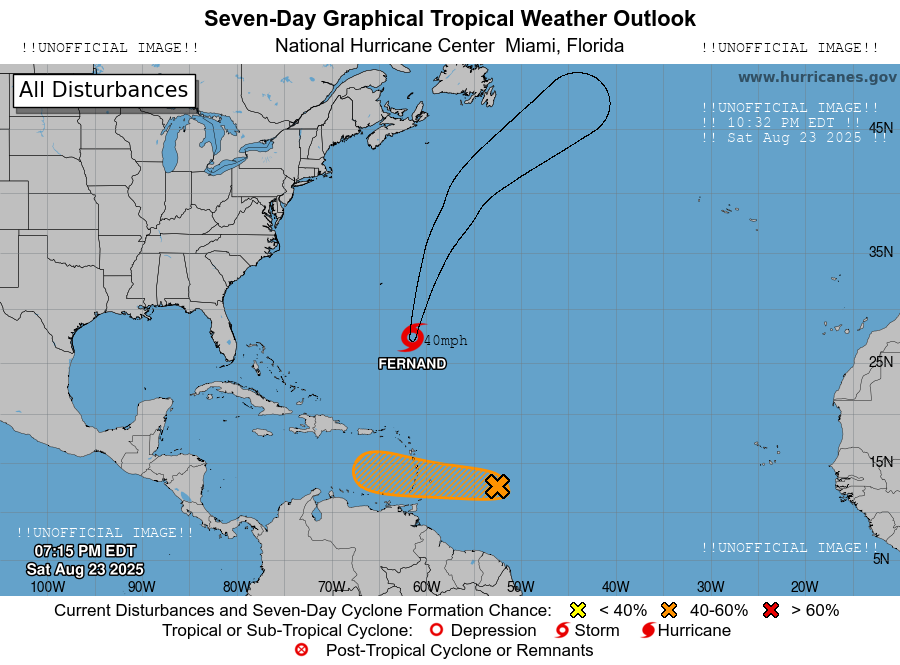 Seven-Day Graphical Tropical Weather Outlook
!!UNOFFICIAL IMAGE!! National Hurricane Center Miami, Florida !!UNOFFICIAL IMAGE!!
All Disturbances
www.hurricanes.gov
!!UNOFFICIAL IMAGE!!
!! 10:32 PM EDT !!
!! Sat Aug 23 2025 !!
45N
35N
40mph
FERNAND
25N
15N
!!UNOFFICIAL IMAGE!!
07:15 PM EDT
Sat Aug 23 2025
!!UNOFFICIAL IMAGE!!
5N
100W 90W 80W 70W 60W 50W 40W 30W 20W
Current Disturbances and Seven-Day Cyclone Formation Chance: < 40% 40-60% > 60%
Tropical or Sub-Tropical Cyclone: Depression Storm Hurricane
Post-Tropical Cyclone or Remnants